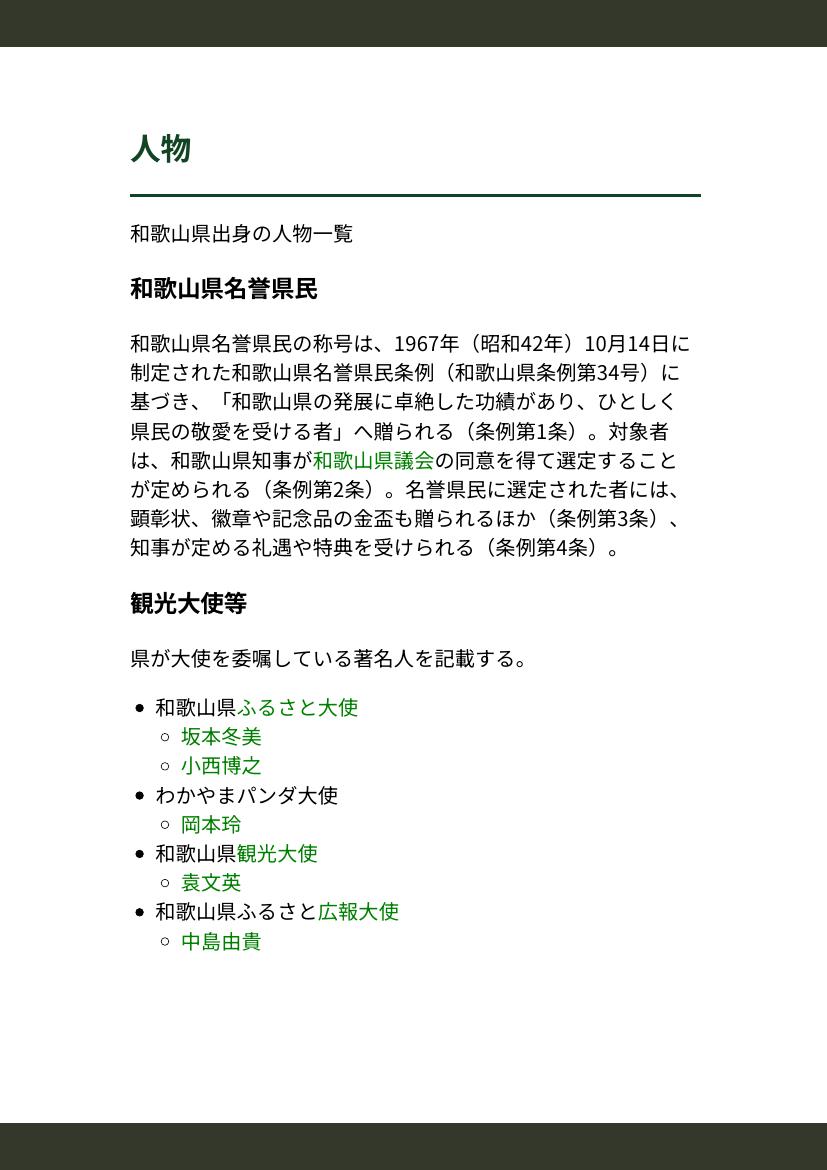 人物
和歌山県出身の人物一覧
和歌山県名誉県民
和歌山県名誉県民の称号は、1967年（昭和42年）10月14日に
制定された和歌山県名誉県民条例（和歌山県条例第34号）に
基づき、「和歌山県の発展に卓絶した功績があり、ひとしく
県民の敬愛を受ける者」へ贈られる（条例第1条）。対象者
は、和歌山県知事が和歌山県議会の同意を得て選定すること
が定められる（条例第2条）。名誉県民に選定された者には、
顕彰状、徽章や記念品の金盃も贈られるほか（条例第3条）、
知事が定める礼遇や特典を受けられる（条例第4条）。
観光大使等
県が大使を委嘱している著名人を記載する。
和歌山県ふるさと大使
坂本冬美
小西博之
わかやまパンダ大使
岡本玲
和歌山県観光大使
袁文英
和歌山県ふるさと広報大使
中島由貴